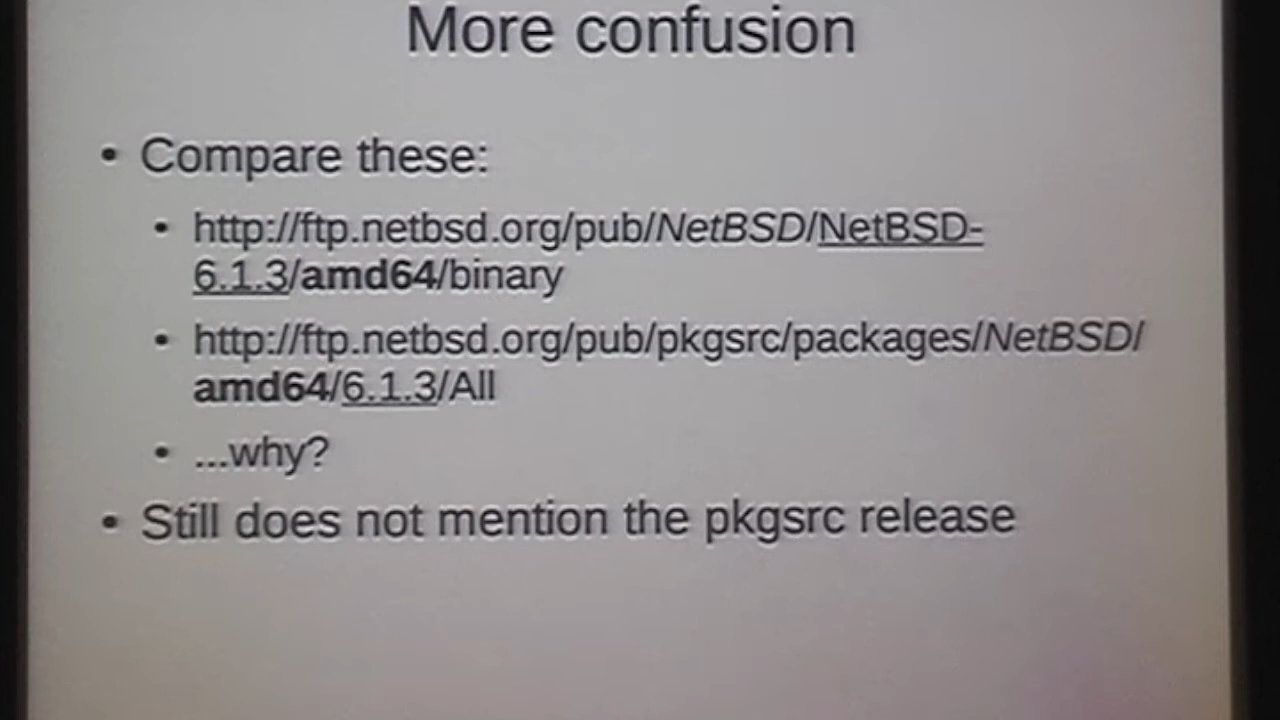 More confusion
• Compare these:
• http://ftp.netbsd.org/pub/NetBSD/NetBSD-
6.1.3/amd64/binary
• http://ftp.netbsd.org/pub/pkgsrc/packages/NetBSD/
amd64/6.1.3/All
• ...why?
• Still does not mention the pkgsrc release